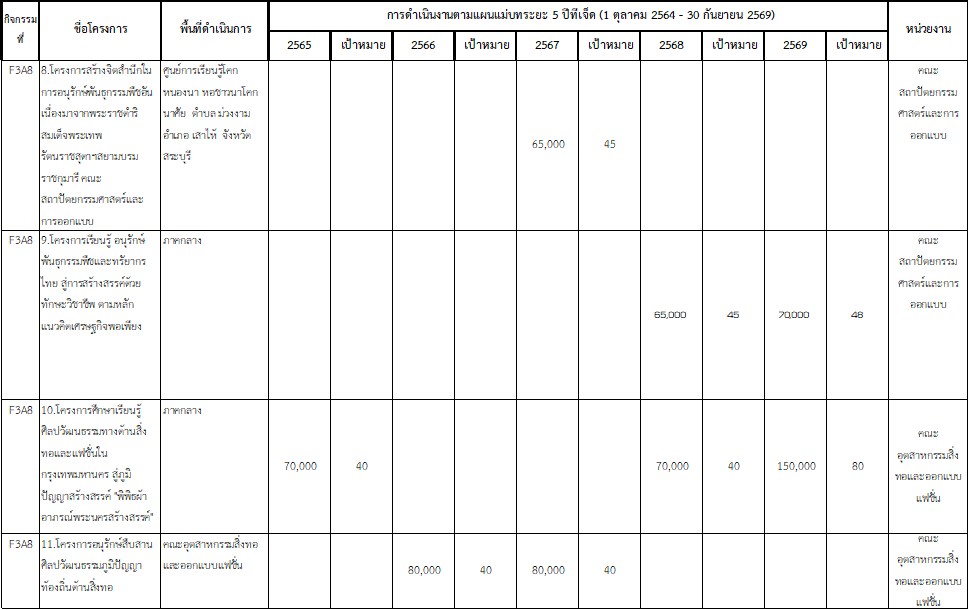 กิจกรรมที่ ชื่อโครงการ พื้นที่ดำเนินการ การดำเนินงานตามแผนแม่บทระยะ 5 ปีที่เจ็ด (1 ตุลาคม 2564 - 30 กันยายน 2569) หน่วยงาน
2565 เป้าหมาย 2566 เป้าหมาย 2567 เป้าหมาย 2568 เป้าหมาย 2569 เป้าหมาย
F3A8
8.โครงการสร้างจิตสำนึกใน
การอนุรักษ์พันธุกรรมพืชอัน
เนื่องมาจากพระราชดำริ
สมเด็จพระเทพ
รัตนราชสุดาฯสยามบรม
ราชกุมารี คณะ
สถาปัตยกรรมศาสตร์และ
การออกแบบ
ศูนย์การเรียนรู้โคก
หนองนา หอชาวนาโคก
นาศัย ตำบล ม่วงงาม
อำเภอ เสาไห้ จังหวัด
สระบุรี
65,000 45
คณะ
สถาปัตยกรรม
ศาสตร์และการ
ออกแบบ
F3A8
9.โครงการเรียนรู้ อนุรักษ์
พันธุกรรมพืชและทรัยากร
ไทย สู่การสร้างสรรค์ด้วย
ทักษะวิชาชีพ ตามหลัก
แนวคิดเศรษฐกิจพอเพียง
ภาคกลาง
65,000 45 70,000 48
คณะ
สถาปัตยกรรม
ศาสตร์และการ
ออกแบบ
F3A8
10.โครงการศึกษาเรียนรู้
ศิลปวัฒนธรรมทางด้านสิ่ง
ทอและแฟชั่นใน
กรุงเทพมหานคร สู่ภูมิ
ปัญญาสร้างสรรค์ "พิพิธผ้า
อาภรณ์พระนครสร้างสรรค์"
ภาคกลาง
70,000 40 70,000 40 150,000 80
คณะ
อุตสาหกรรมสิ่ง
ทอและออกแบบ
แฟชั่น
F3A8
11.โครงการอนุรักษ์สืบสาน
ศิลปวัฒนธรรมภูมิปัญญา
ท้องถิ่นด้านสิ่งทอ
คณะอุตสาหกรรมสิ่งทอ
และออกแบบแฟชั่น
80,000 40 80,000 40
คณะ
อุตสาหกรรมสิ่ง
ทอและออกแบบ
แฟชั่น